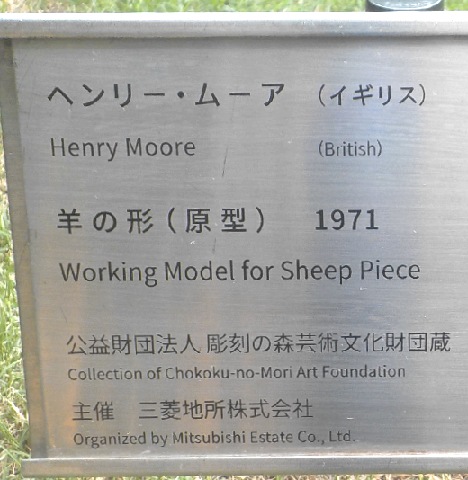 ヘンリー・ムーア （イギリス）
Henry Moore (British)
羊の形（原型） 1971
Working Model for Sheep Piece
公益財団法人 彫刻の森芸術文化財団蔵
Collection of Chokoku-no-Mori Art Foundation
主催 三菱地所株式会社
Organized by Mitsubishi Estate Co., Ltd.